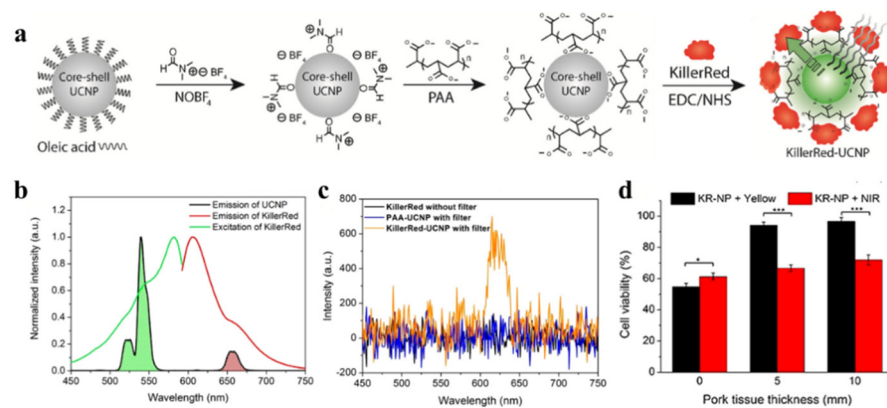 a
Core-shell
UCNP
Oleic acid
BF4
NOBF4
⊖ BF4
Core-shell
UCNP
⊖ BF4
PAA
Core-shell
UCNP
KillerRed
EDC/NHS
KillerRed-UCNP
b
Emission of UCNP
Emission of KillerRed
Excitation of KillerRed
Normalized intensity (a.u.)
1.2
1.0
0.8
0.6
0.4
0.2
0.0
450 500 550 600 650 700 750
Wavelength (nm)
c
KillerRed without filter
PAA-UCNP with filter
KillerRed-UCNP with filter
Intensity (a.u.)
800
600
400
200
0
-200
450 500 550 600 650 700 750
Wavelength (nm)
d
KR-NP + Yellow KR-NP + NIR
Cell viability (%)
100
80
60
40
20
0
*
***
***
0 5 10
Pork tissue thickness (mm)